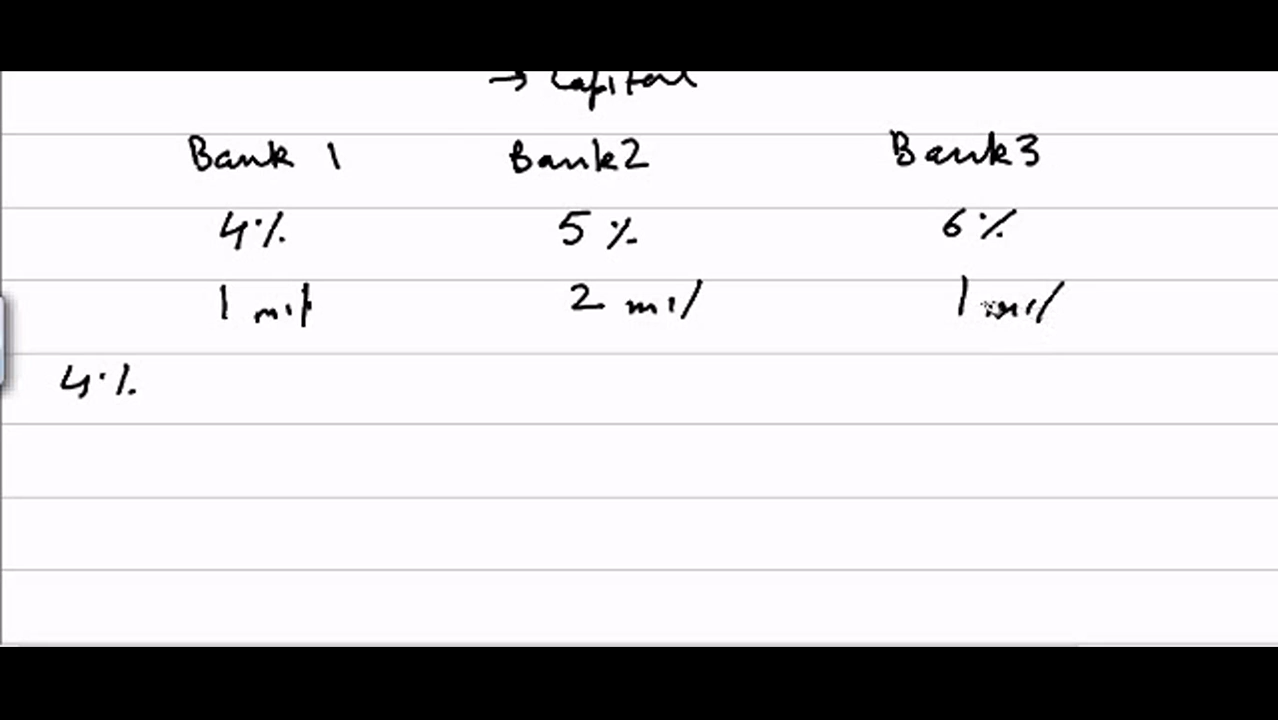 → Capital
Bank 1 Bank2 Bank3
4% 5% 6%
1 mil 2 mil 1 mil
4%